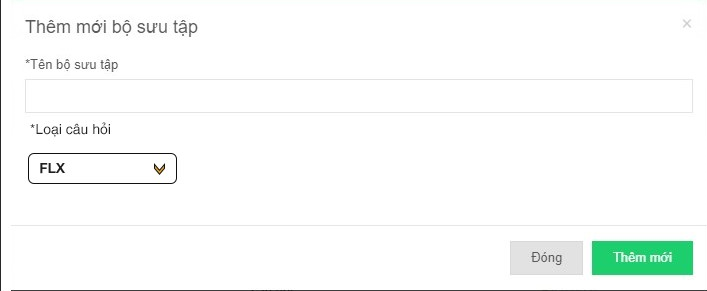 Thêm mới bộ sưu tập
×
*Tên bộ sưu tập
*Loại câu hỏi
FLX
Đóng
Thêm mới